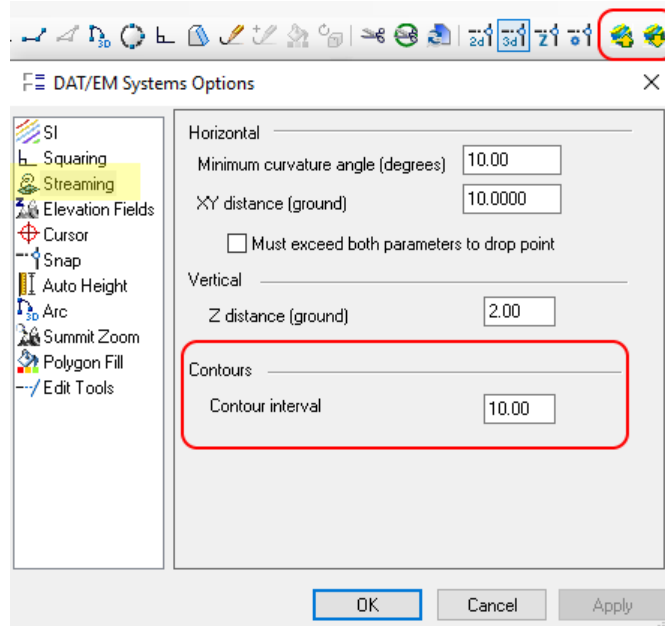 2d 3d Z
DAT/EM Systems Options
SI
Squaring
Streaming
Elevation Fields
Cursor
Snap
Auto Height
Arc
Summit Zoom
Polygon Fill
Edit Tools
Horizontal
Minimum curvature angle (degrees) 10.00
XY distance (ground) 10.0000
Must exceed both parameters to drop point
Vertical
Z distance (ground) 2.00
Contours
Contour interval 10.00
OK Cancel Apply